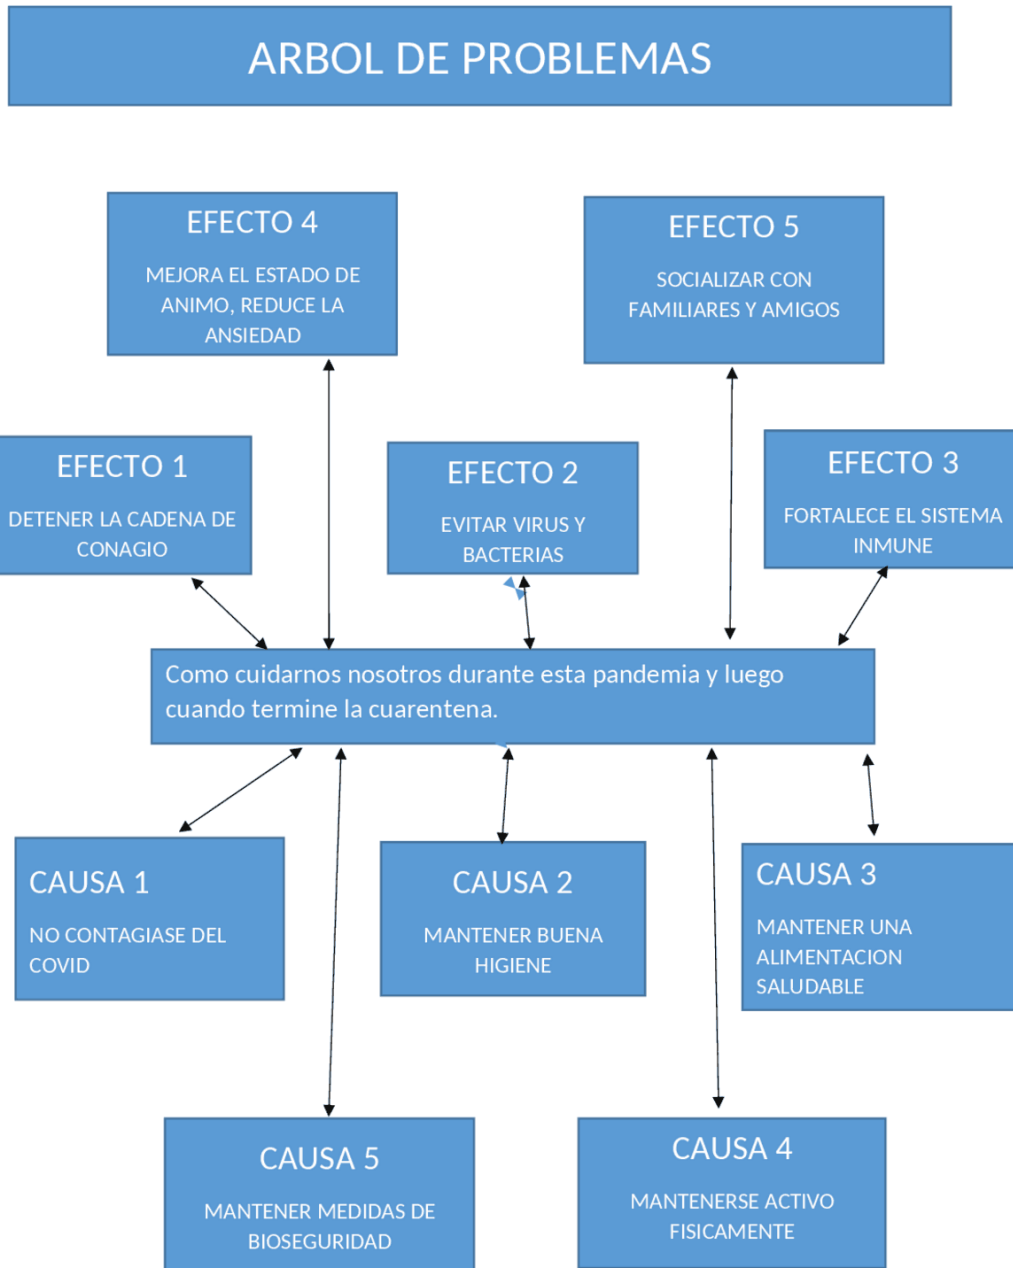 ARBOL DE PROBLEMAS
EFECTO 4
MEJORA EL ESTADO DE
ANIMO, REDUCE LA
ANSIEDAD
EFECTO 5
SOCIALIZAR CON
FAMILIARES Y AMIGOS
EFECTO 1
DETENER LA CADENA DE
CONAGIO
EFECTO 2
EVITAR VIRUS Y
BACTERIAS
EFECTO 3
FORTALECE EL SISTEMA
INMUNE
Como cuidarnos nosotros durante esta pandemia y luego
cuando termine la cuarentena.
CAUSA 1
NO CONTAGIASE DEL
COVID
CAUSA 2
MANTENER BUENA
HIGIENE
CAUSA 3
MANTENER UNA
ALIMENTACION
SALUDABLE
CAUSA 5
MANTENER MEDIDAS DE
BIOSEGURIDAD
CAUSA 4
MANTENERSE ACTIVO
FISICAMENTE